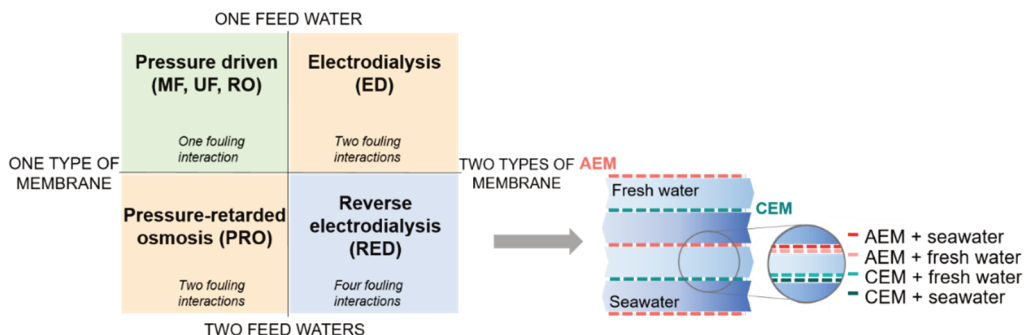 ONE FEED WATER
Pressure driven
(MF, UF, RO)
One fouling
interaction
Electrodialysis
(ED)
Two fouling
interactions
ONE TYPE OF
MEMBRANE
TWO TYPES OF
MEMBRANE
Pressure-retarded
osmosis (PRO)
Two fouling
interactions
Reverse
electrodialysis
(RED)
Four fouling
interactions
TWO FEED WATERS
AEM
Fresh water
CEM
Seawater
AEM + seawater
AEM + fresh water
CEM + fresh water
CEM + seawater